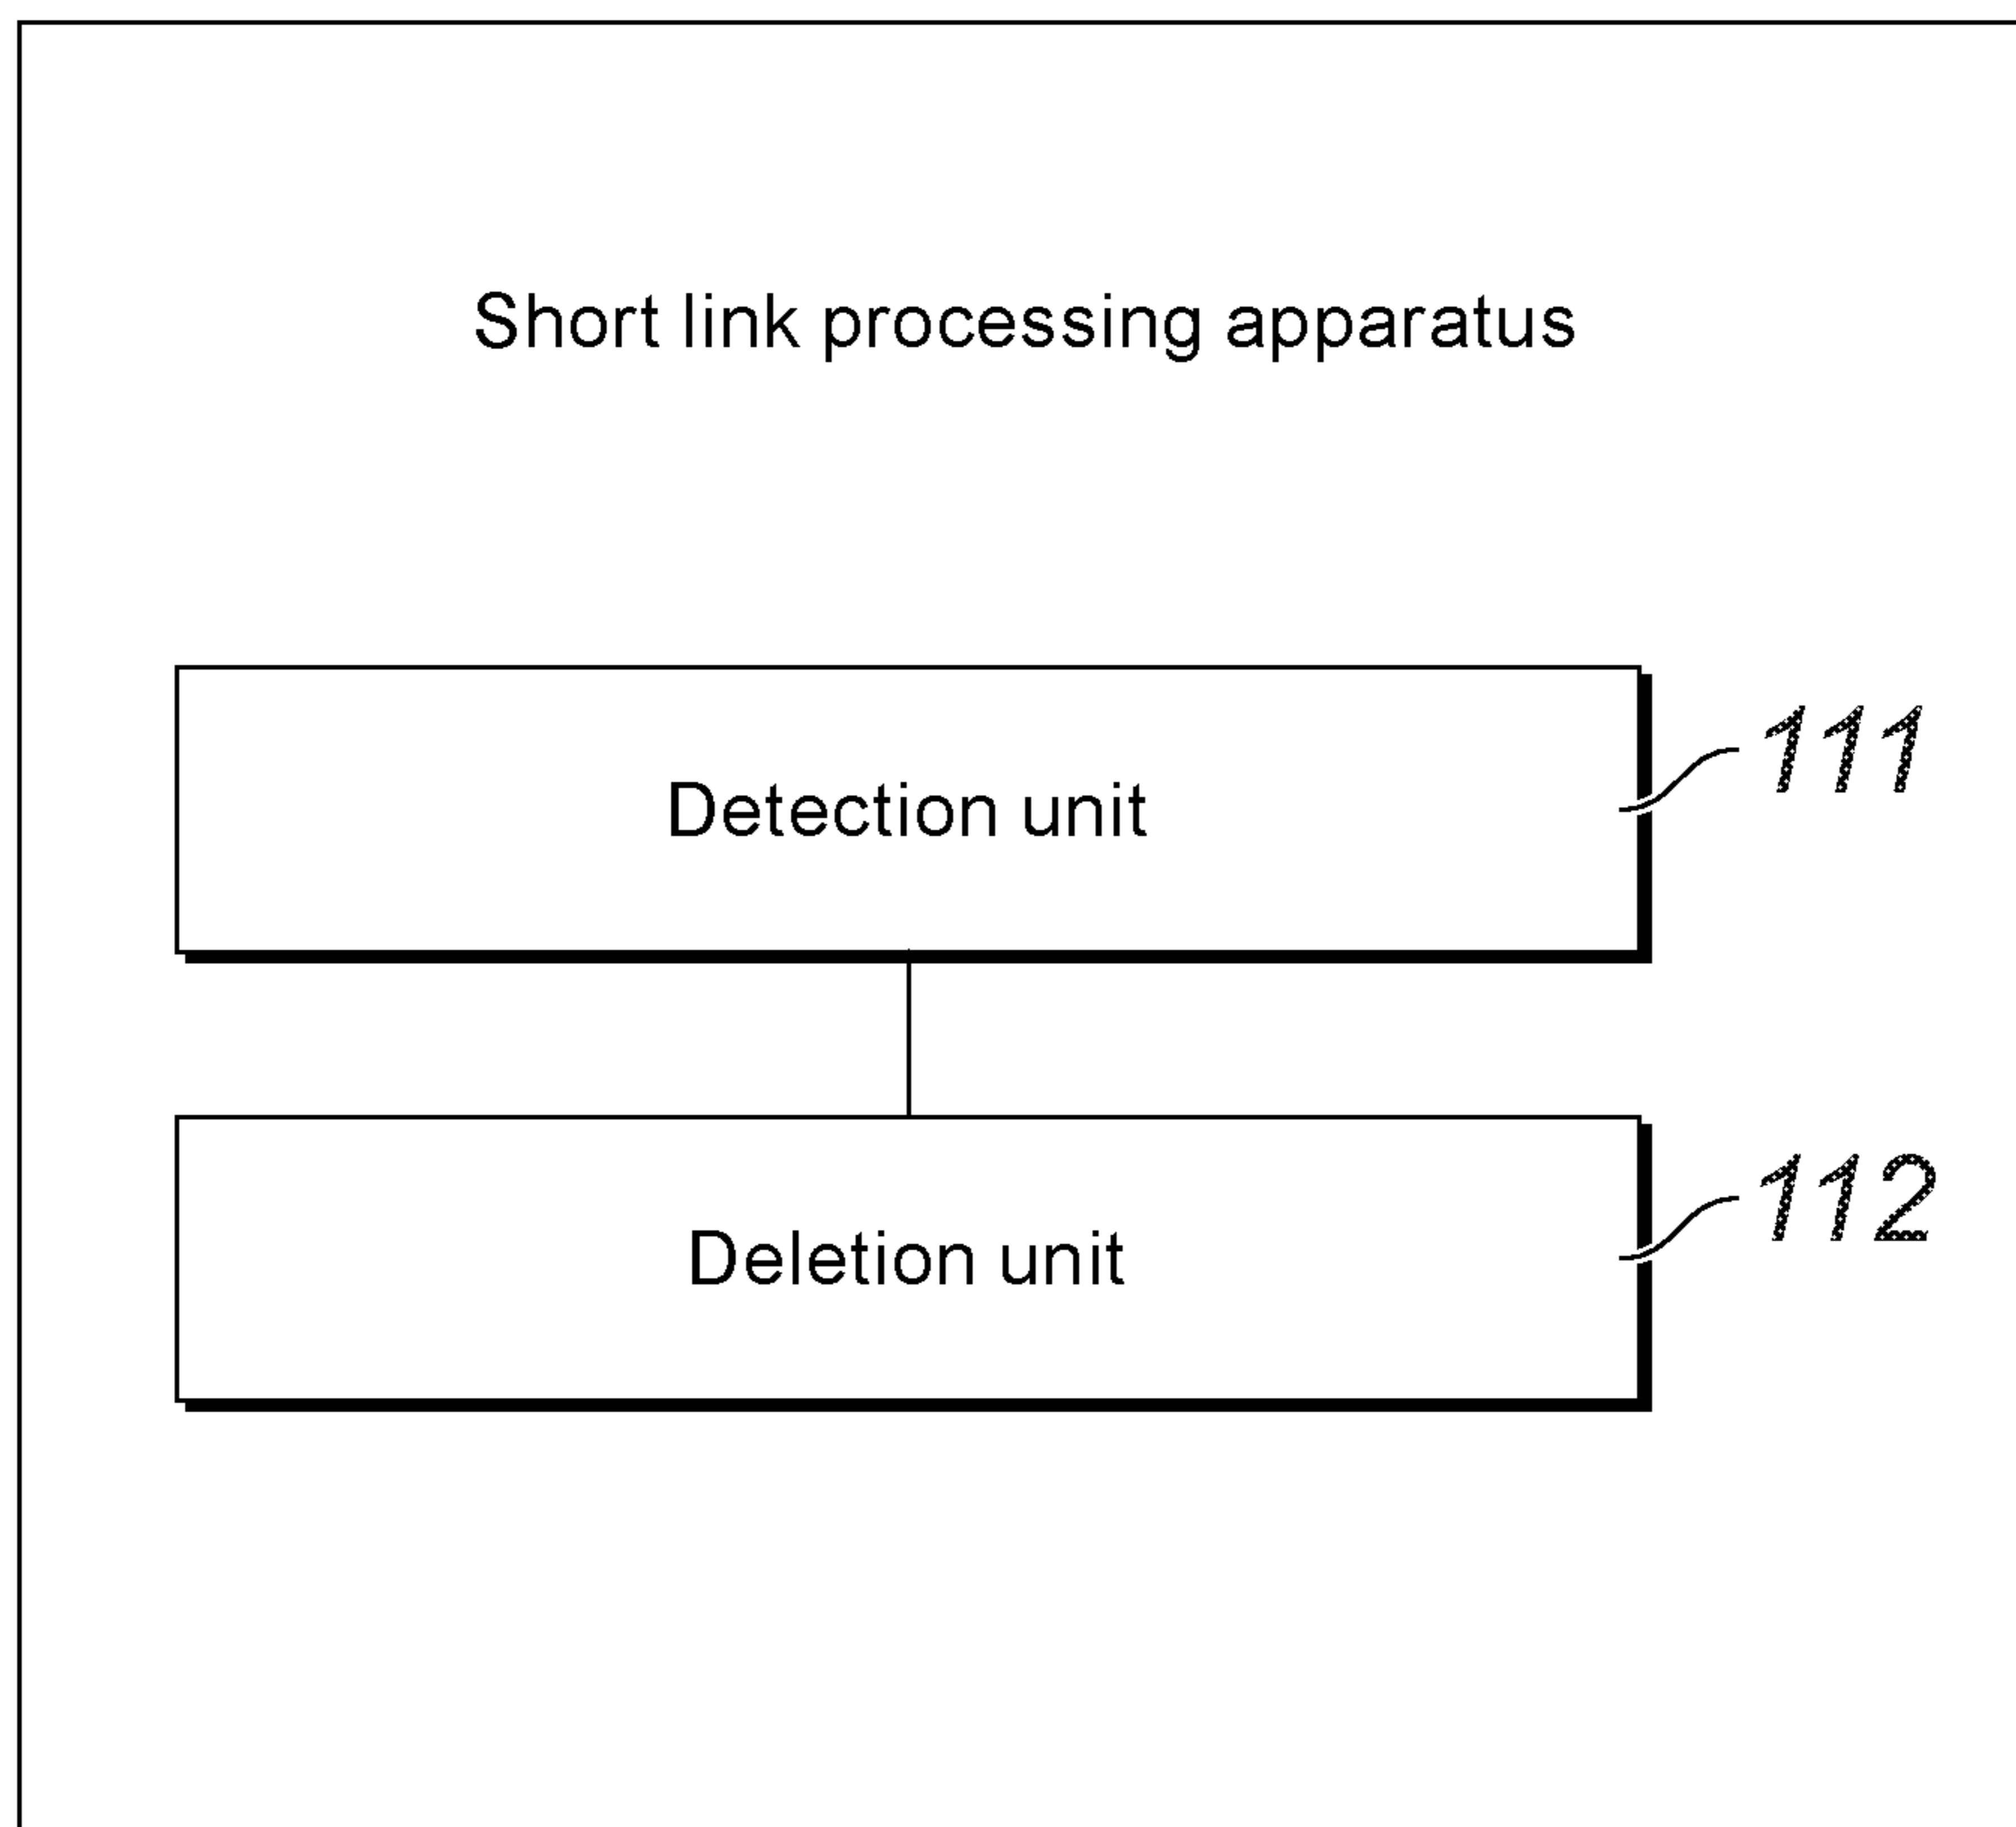 Short link processing apparatus
Detection unit
111
Deletion unit
112